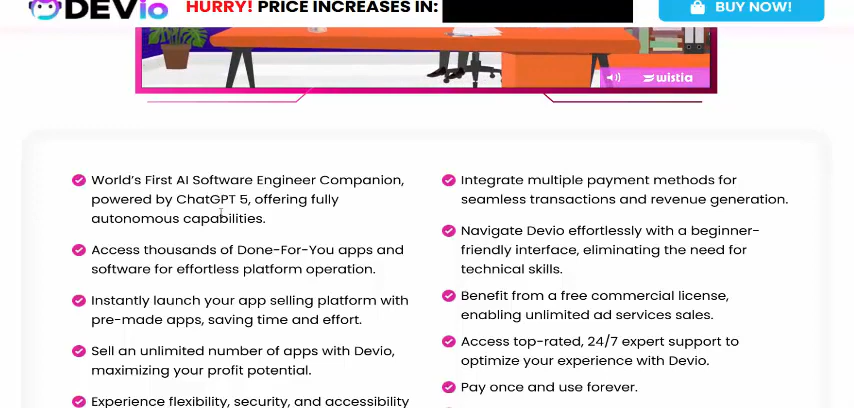 DEVio HURRY! PRICE INCREASES IN: BUY NOW!
wistia
World's First AI Software Engineer Companion,
powered by ChatGPT 5, offering fully
autonomous capabilities.
Access thousands of Done-For-You apps and
software for effortless platform operation.
Instantly launch your app selling platform with
pre-made apps, saving time and effort.
Sell an unlimited number of apps with Devio,
maximizing your profit potential.
Experience flexibility, security, and accessibility
Integrate multiple payment methods for
seamless transactions and revenue generation.
Navigate Devio effortlessly with a beginner-
friendly interface, eliminating the need for
technical skills.
Benefit from a free commercial license,
enabling unlimited ad services sales.
Access top-rated, 24/7 expert support to
optimize your experience with Devio.
Pay once and use forever.